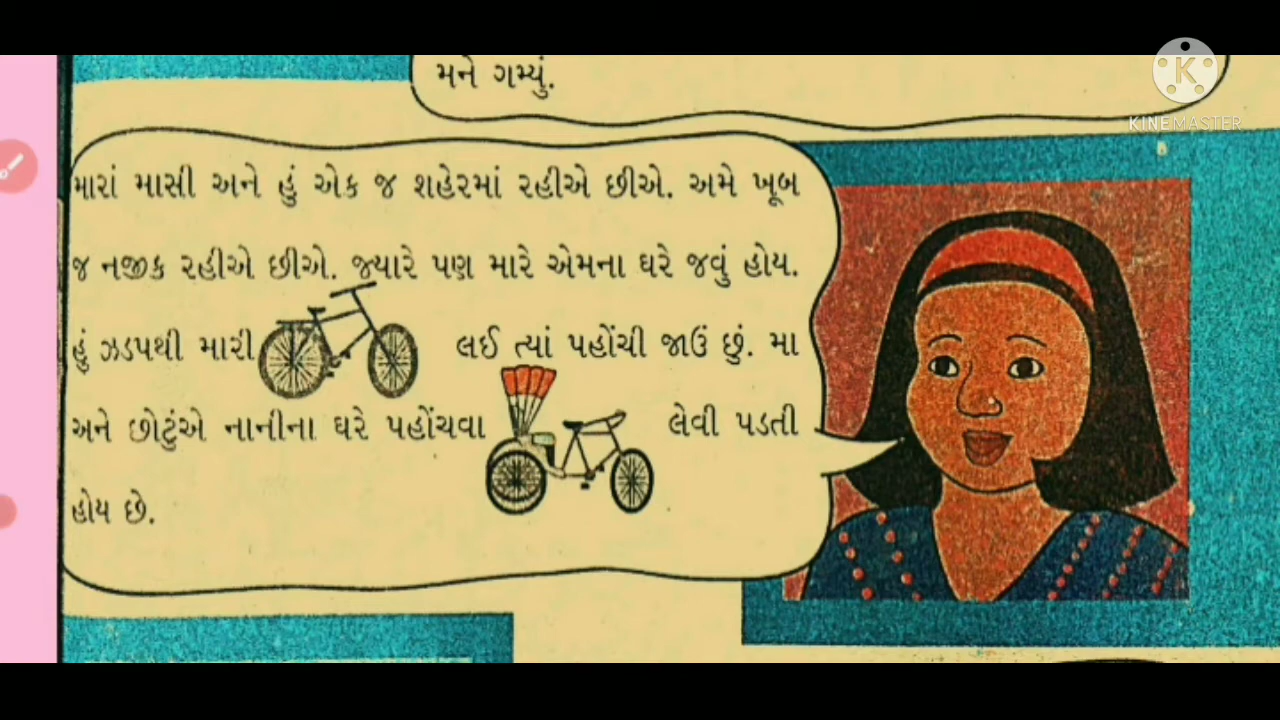 મને ગમ્યું.
KINEMASTER
મારાં માસી અને હું એક જ શહેરમાં રહીએ છીએ. અમે ખૂબ
જ નજીક રહીએ છીએ. જ્યારે પણ મારે એમના ઘરે જવું હોય.
હું ઝડપથી મારી લઈ ત્યાં પહોંચી જાઉં છું. મા
અને છોટુંએ નાનીના ઘરે પહોંચવા લેવી પડતી
હોય છે.